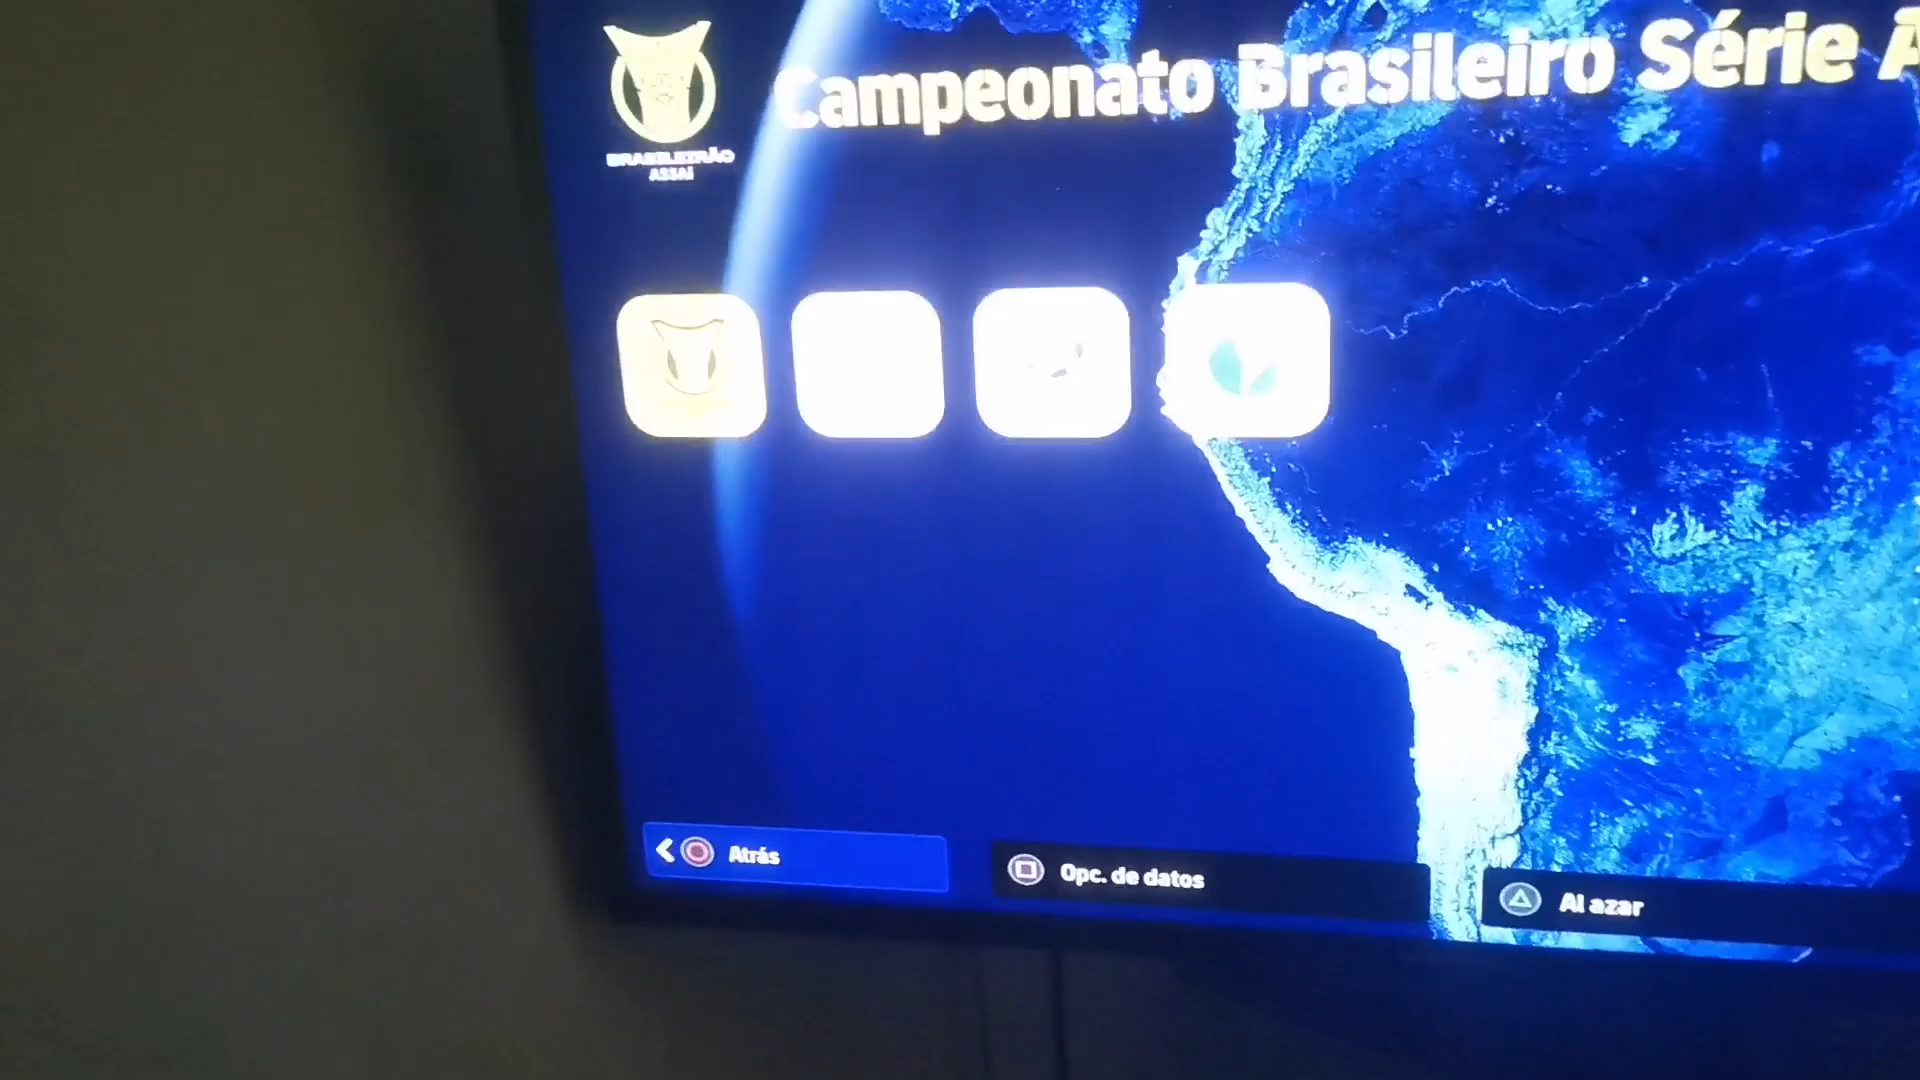 Campeonato Brasileiro Série A
BRASILEIRÃO
ASSAÍ
Atrás
Opc. de datos
Al azar